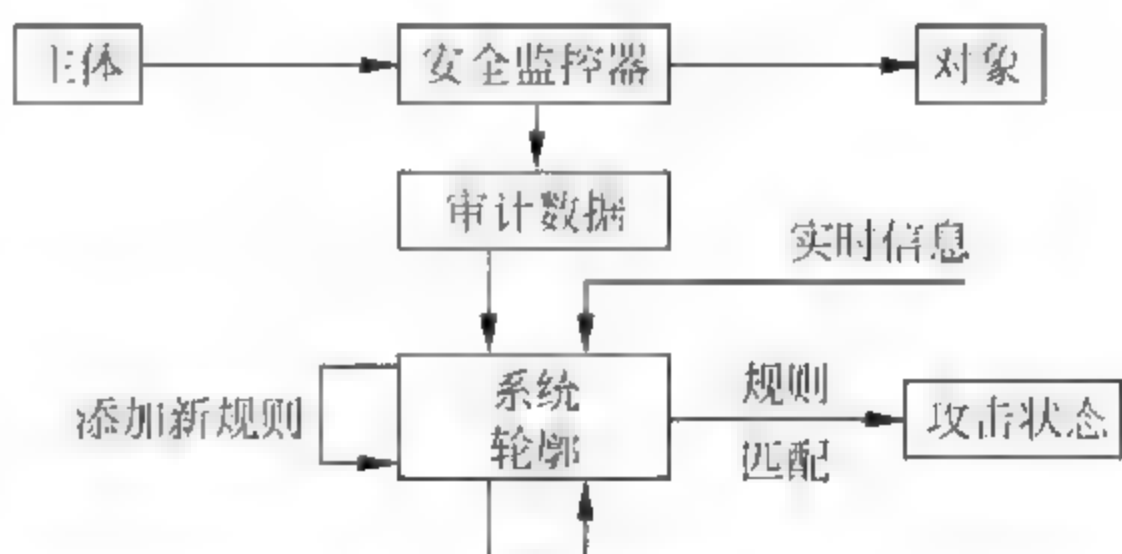 主体
安全监控器
对象
审计数据
实时信息
添加新规则
系统
轮廓
规则
匹配
攻击状态